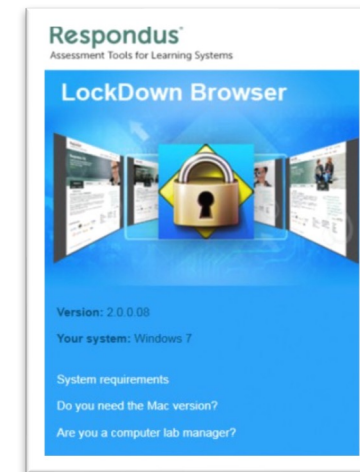 Respondus
Assessment Tools for Learning Systems
LockDown Browser
Version: 2.0.0.08
Your system: Windows 7
System requirements
Do you need the Mac version?
Are you a computer lab manager?